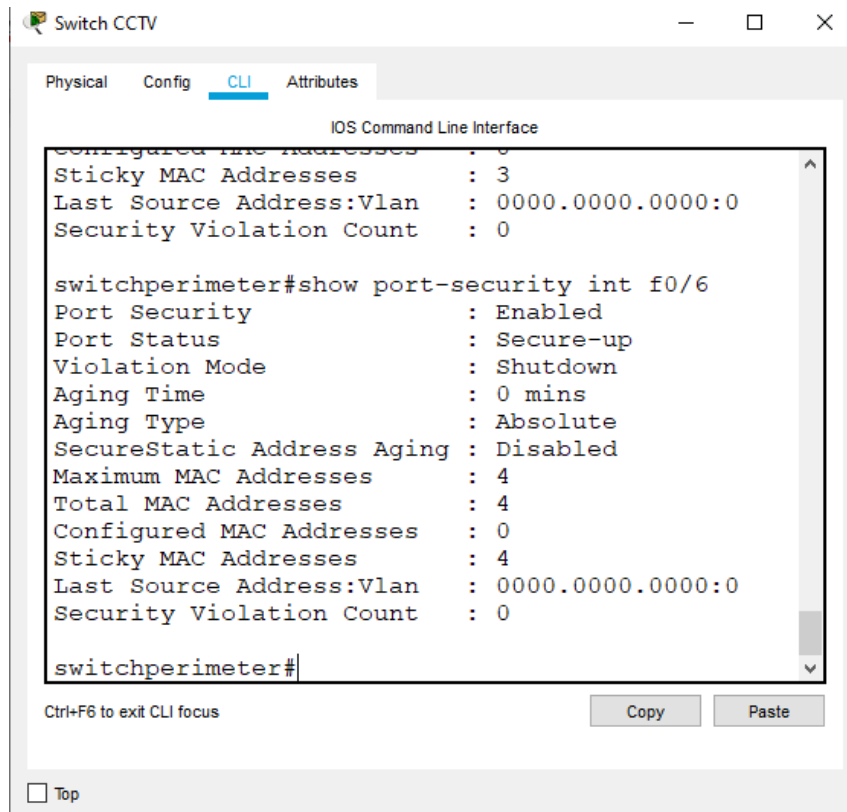 Switch CCTV
Physical Config CLI Attributes
IOS Command Line Interface
Configured MAC Addresses : 0
Sticky MAC Addresses : 3
Last Source Address:Vlan : 0000.0000.0000:0
Security Violation Count : 0
switchperimeter#show port-security int f0/6
Port Security : Enabled
Port Status : Secure-up
Violation Mode : Shutdown
Aging Time : 0 mins
Aging Type : Absolute
SecureStatic Address Aging : Disabled
Maximum MAC Addresses : 4
Total MAC Addresses : 4
Configured MAC Addresses : 0
Sticky MAC Addresses : 4
Last Source Address:Vlan : 0000.0000.0000:0
Security Violation Count : 0
switchperimeter#
Ctrl+F6 to exit CLI focus
Copy Paste
Top